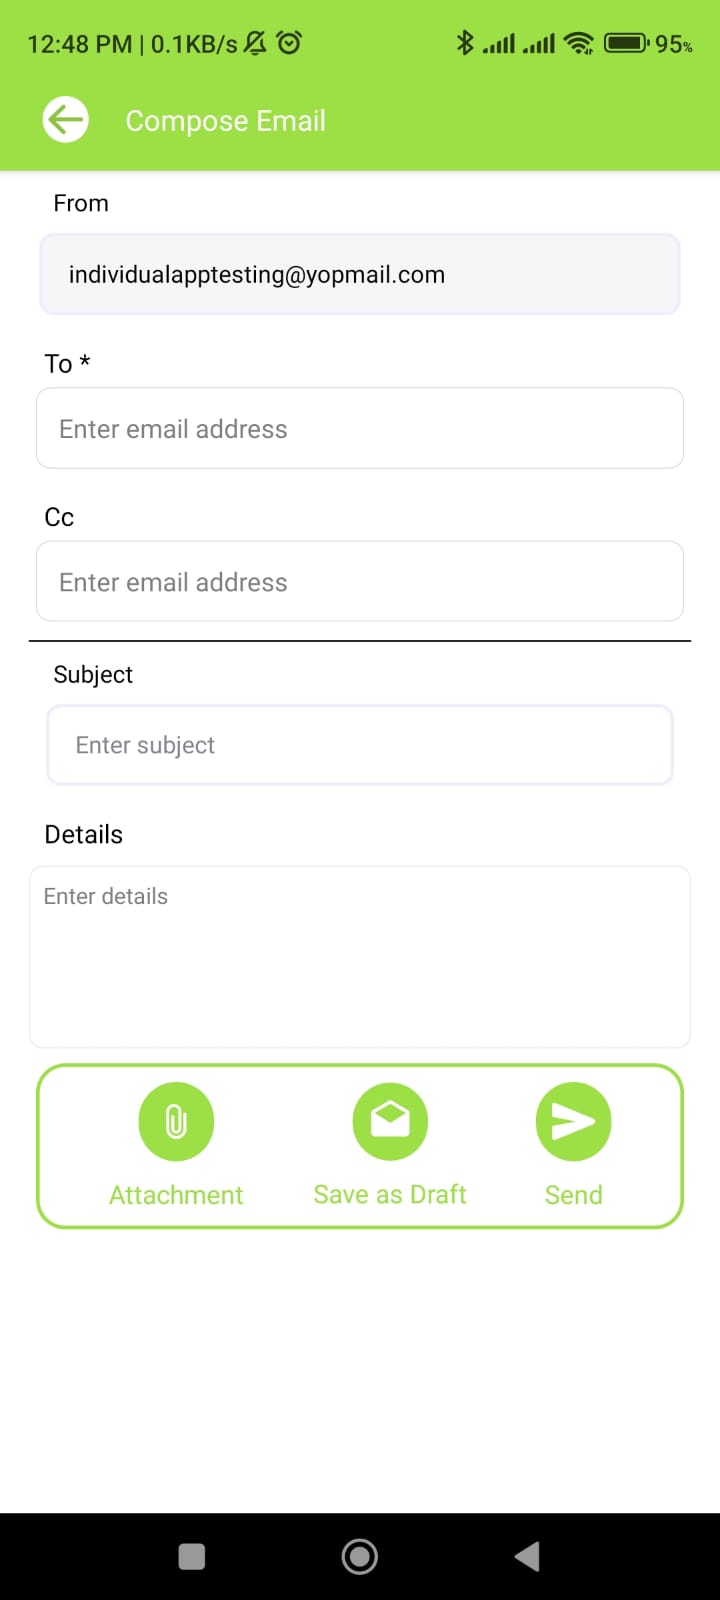 12:48 PM | 0.1KB/s 95%
Compose Email
From
individualapptesting@yopmail.com
To *
Enter email address
Cc
Enter email address
Subject
Enter subject
Details
Enter details
Attachment Save as Draft Send